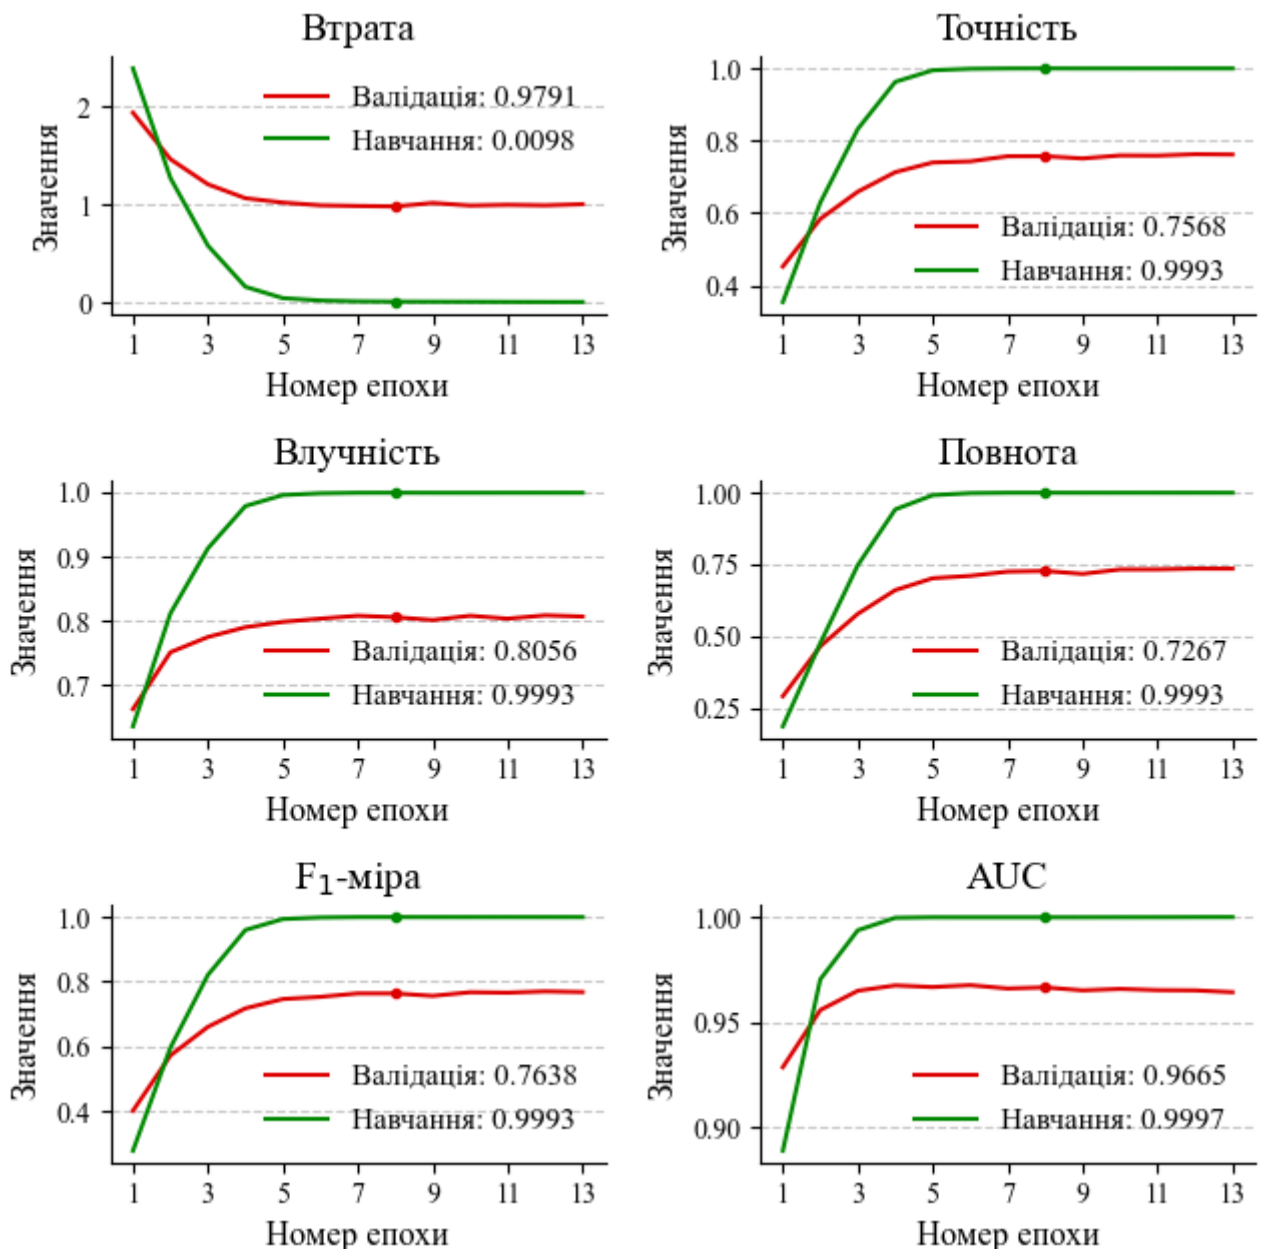 Втрата
Значення
2
1
0
Валідація: 0.9791
Навчання: 0.0098
1 3 5 7 9 11 13
Номер епохи
Точність
Значення
1.0
0.8
0.6
0.4
Валідація: 0.7568
Навчання: 0.9993
1 3 5 7 9 11 13
Номер епохи
Влучність
Значення
1.0
0.9
0.8
0.7
Валідація: 0.8056
Навчання: 0.9993
1 3 5 7 9 11 13
Номер епохи
Повнота
Значення
1.00
0.75
0.50
0.25
Валідація: 0.7267
Навчання: 0.9993
1 3 5 7 9 11 13
Номер епохи
F₁-міра
Значення
1.0
0.8
0.6
0.4
Валідація: 0.7638
Навчання: 0.9993
1 3 5 7 9 11 13
Номер епохи
AUC
Значення
1.00
0.95
0.90
Валідація: 0.9665
Навчання: 0.9997
1 3 5 7 9 11 13
Номер епохи